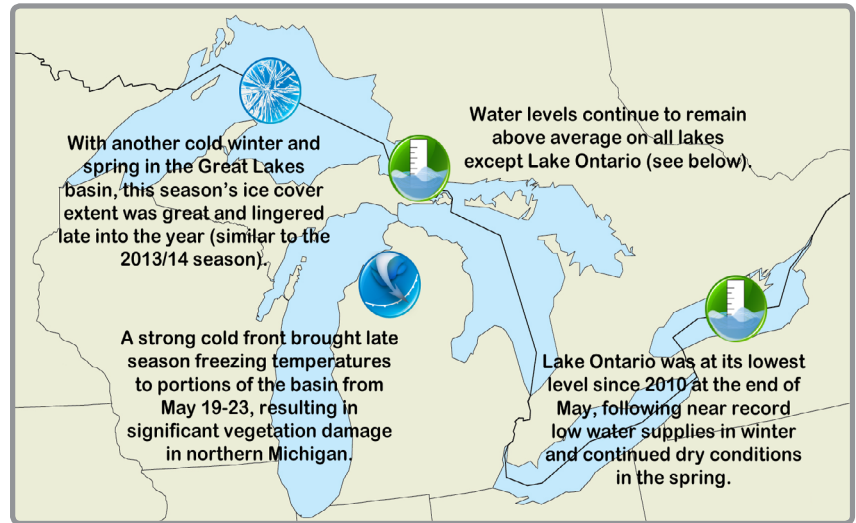 With another cold winter and
spring in the Great Lakes
basin, this season's ice cover
extent was great and lingered
late into the year (similar to the
2013/14 season).
Water levels continue to remain
above average on all lakes
except Lake Ontario (see below).
A strong cold front brought late
season freezing temperatures
to portions of the basin from
May 19-23, resulting in
significant vegetation damage
in northern Michigan.
Lake Ontario was at its lowest
level since 2010 at the end of
May, following near record
low water supplies in winter
and continued dry conditions
in the spring.